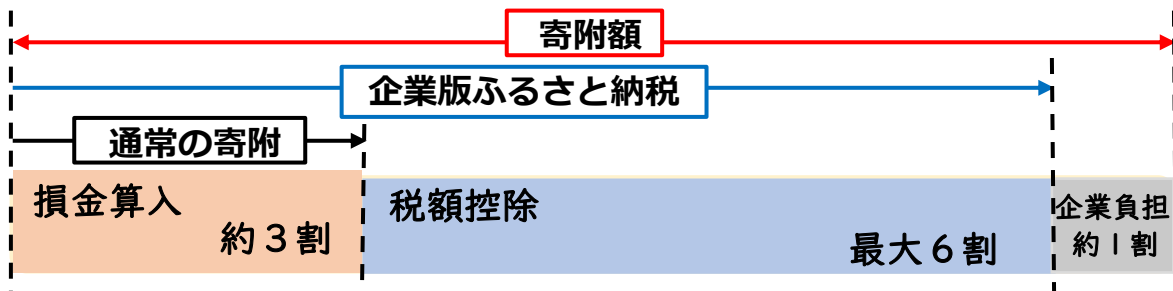 寄附額
企業版ふるさと納税
通常の寄附
損金算入
約３割
税額控除
最大６割
企業負担
約１割